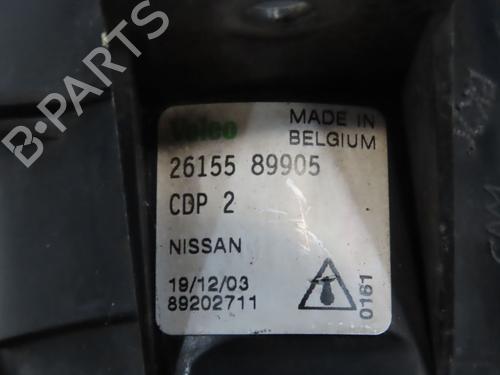 Valeo
MADE IN
BELGIUM
26155 89905
CDP 2
NISSAN
19/12/03
89202711
0161
B-PARTS